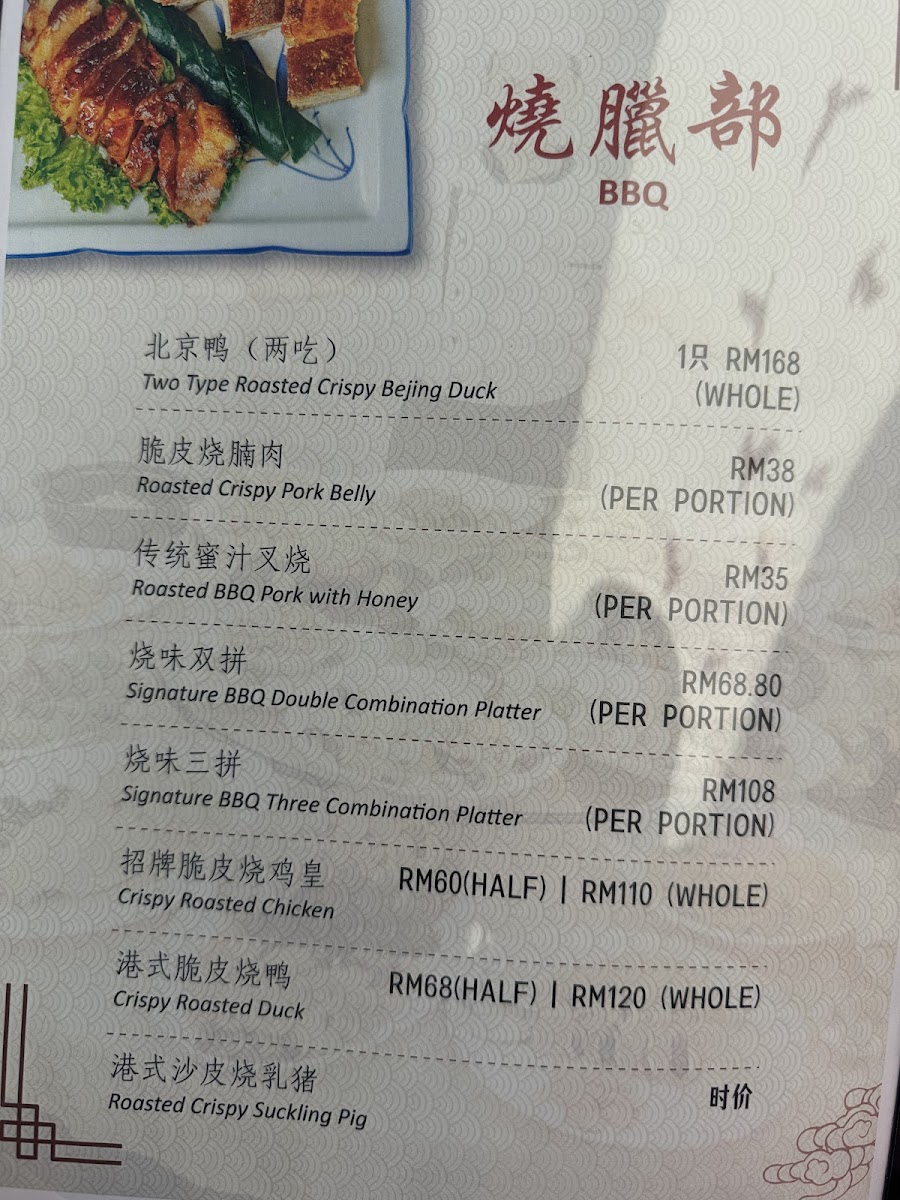 燒臘部
BBQ
北京鸭（两吃）
1只 RM168
Two Type Roasted Crispy Bejing Duck
(WHOLE)
脆皮烧腩肉
RM38
Roasted Crispy Pork Belly
(PER PORTION)
传统蜜汁叉烧
RM35
Roasted BBQ Pork with Honey
(PER PORTION)
烧味双拼
RM68.80
Signature BBQ Double Combination Platter
(PER PORTION)
烧味三拼
RM108
Signature BBQ Three Combination Platter
(PER PORTION)
招牌脆皮烧鸡皇
RM60(HALF) | RM110 (WHOLE)
Crispy Roasted Chicken
港式脆皮烧鸭
RM68(HALF) | RM120 (WHOLE)
Crispy Roasted Duck
港式沙皮烧乳猪
时价
Roasted Crispy Suckling Pig